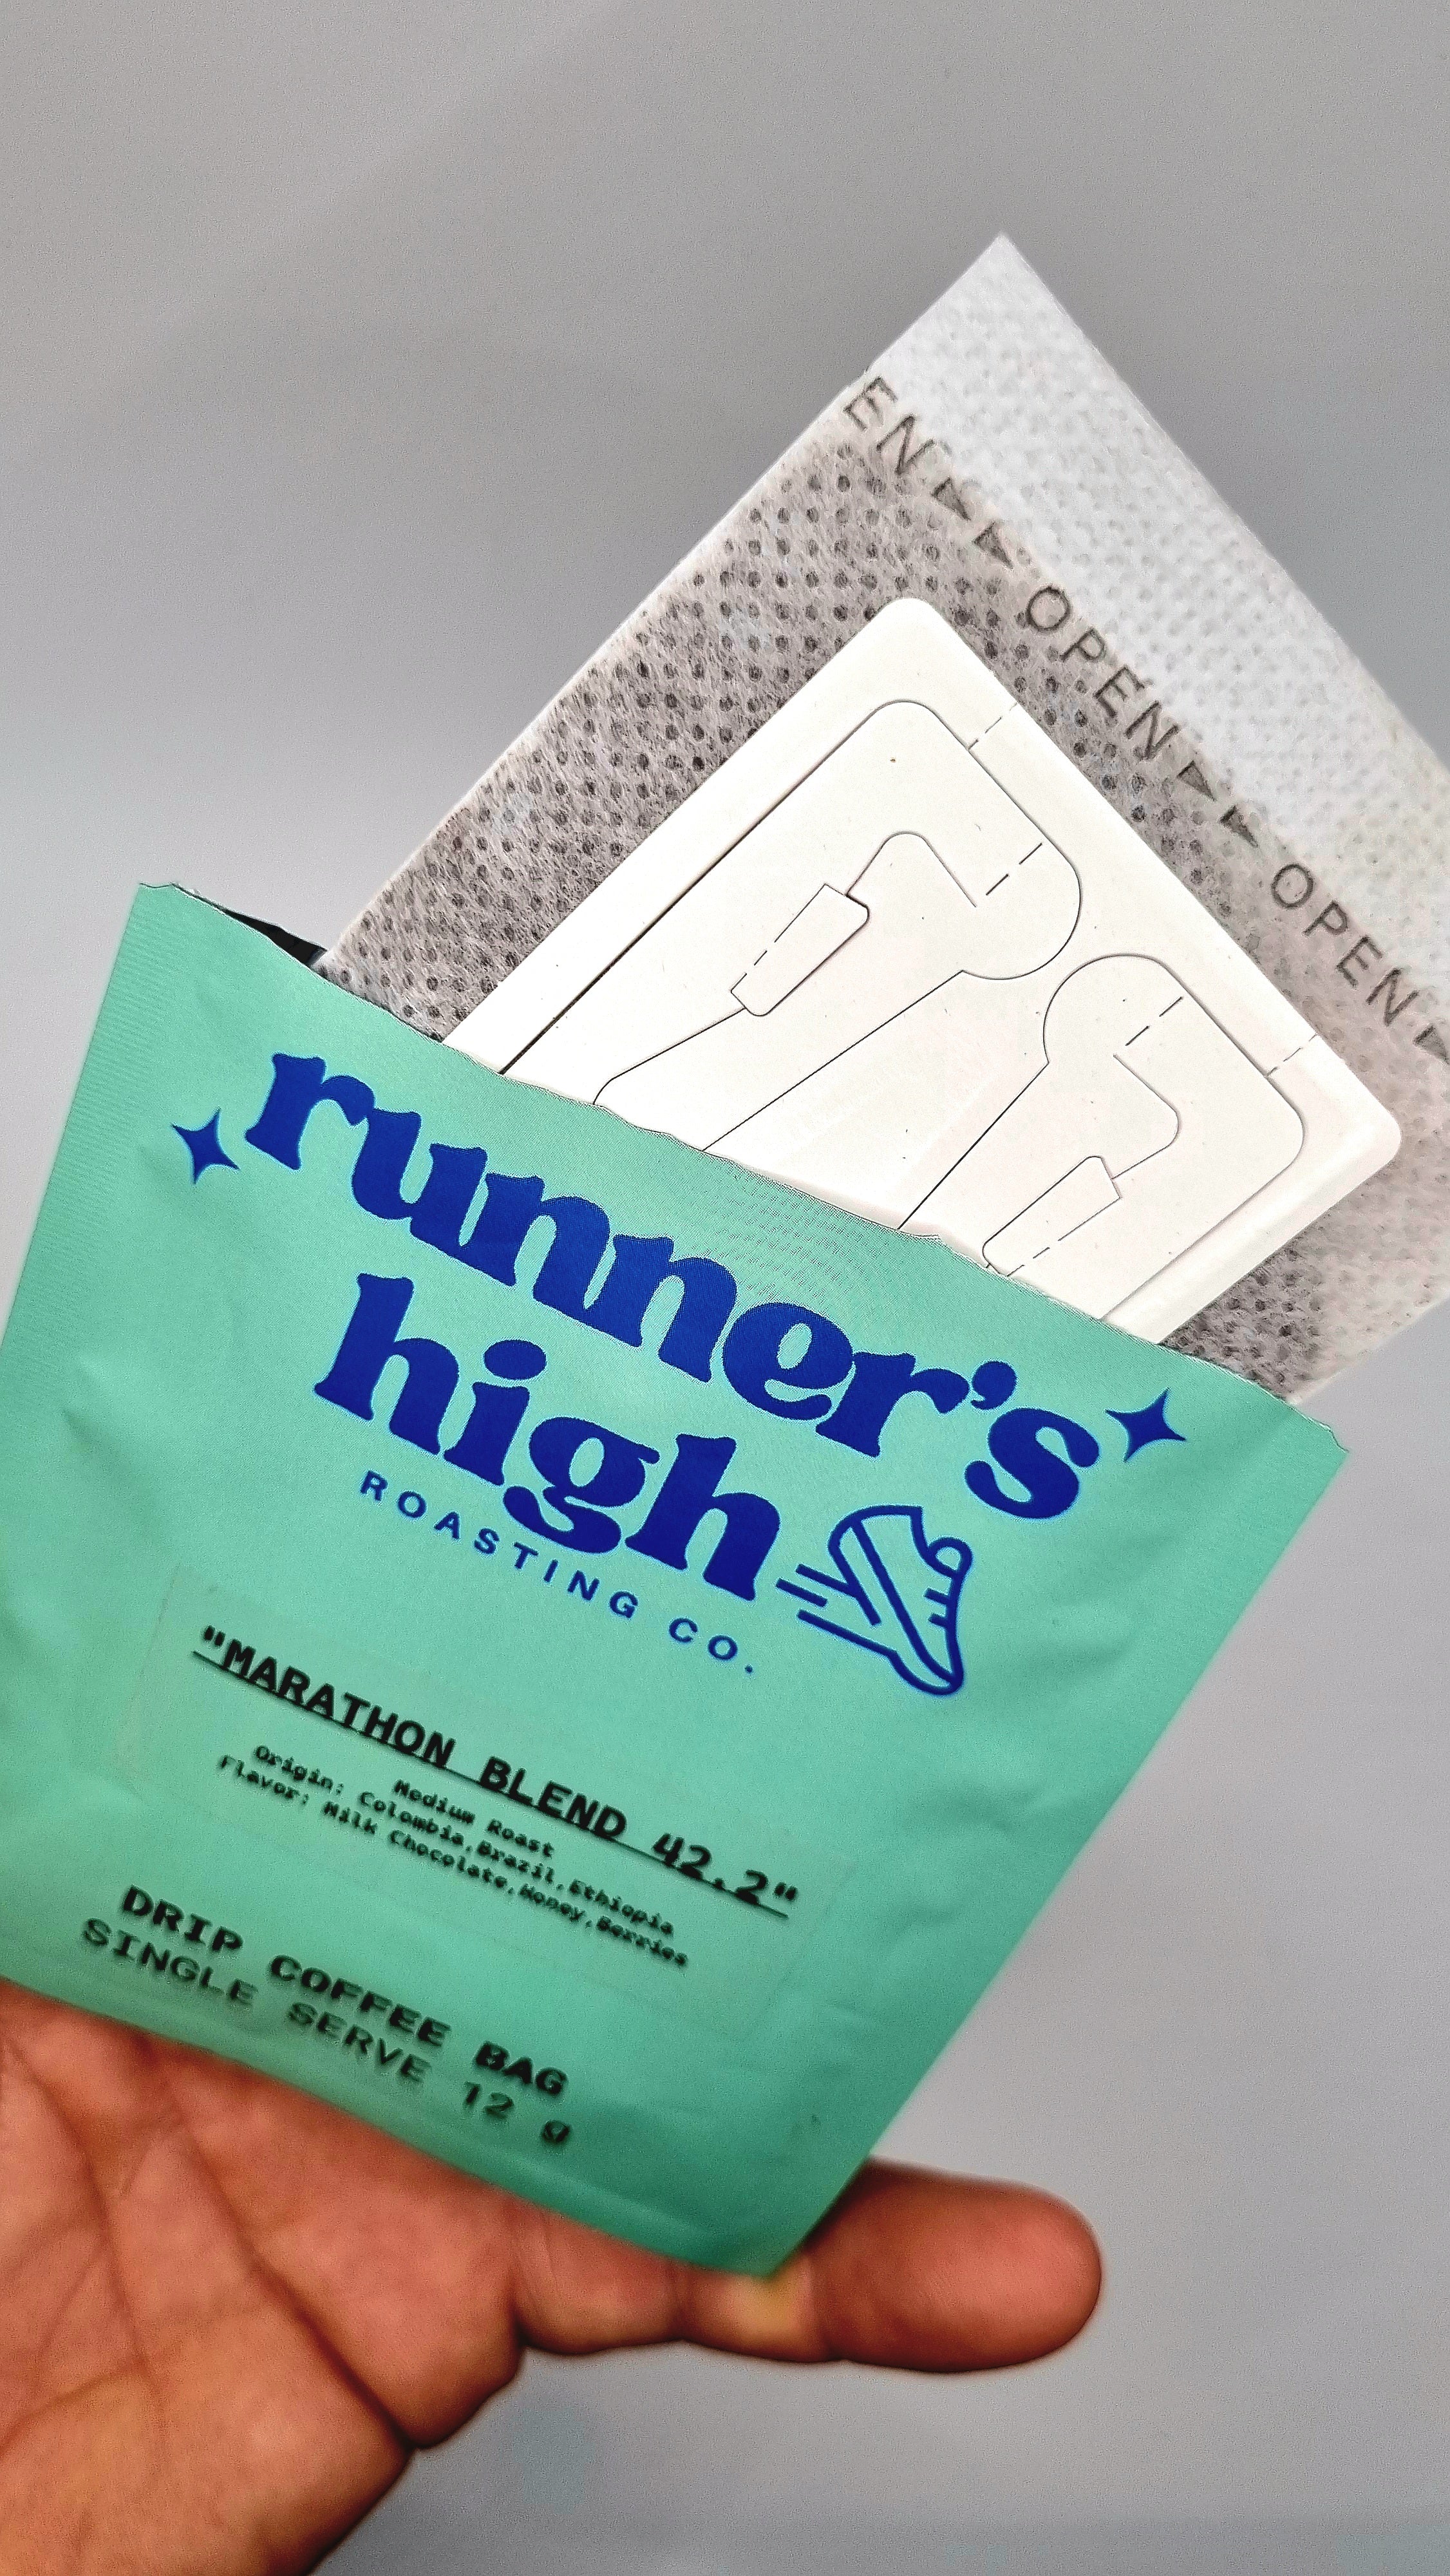 EN ▶ ▶ OPEN ▶ ▶ OPEN ▶
runner's
high
ROASTING CO.
"MARATHON BLEND 42.2"
Medium Roast
Origin: Colombia,Brazil,Ethiopia
Flavor: Milk Chocolate,Honey,Berries
DRIP COFFEE BAG
SINGLE SERVE 12 g